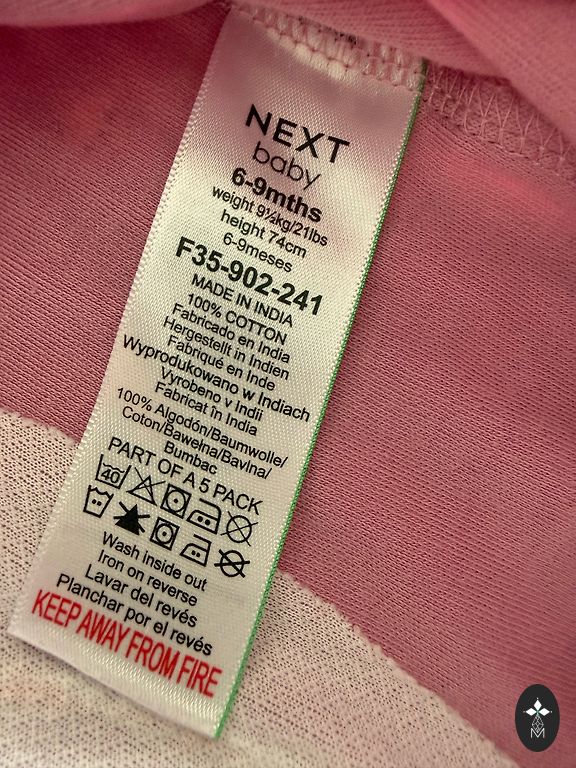 NEXT
baby
6-9mths
weight 9½kg/21lbs
height 74cm
6-9meses
F35-902-241
MADE IN INDIA
100% COTTON
Fabricado en India
Hergestellt in Indien
Fabriqué en Inde
Wyprodukowano w Indiach
Vyrobeno v Indii
Fabricat în India
100% Algodón/Baumwolle/
Coton/Bawełna/Bavlna/
Bumbac
PART OF A 5 PACK
40
Wash inside out
Iron on reverse
Lavar del revés
Planchar por el revés
KEEP AWAY FROM FIRE
M